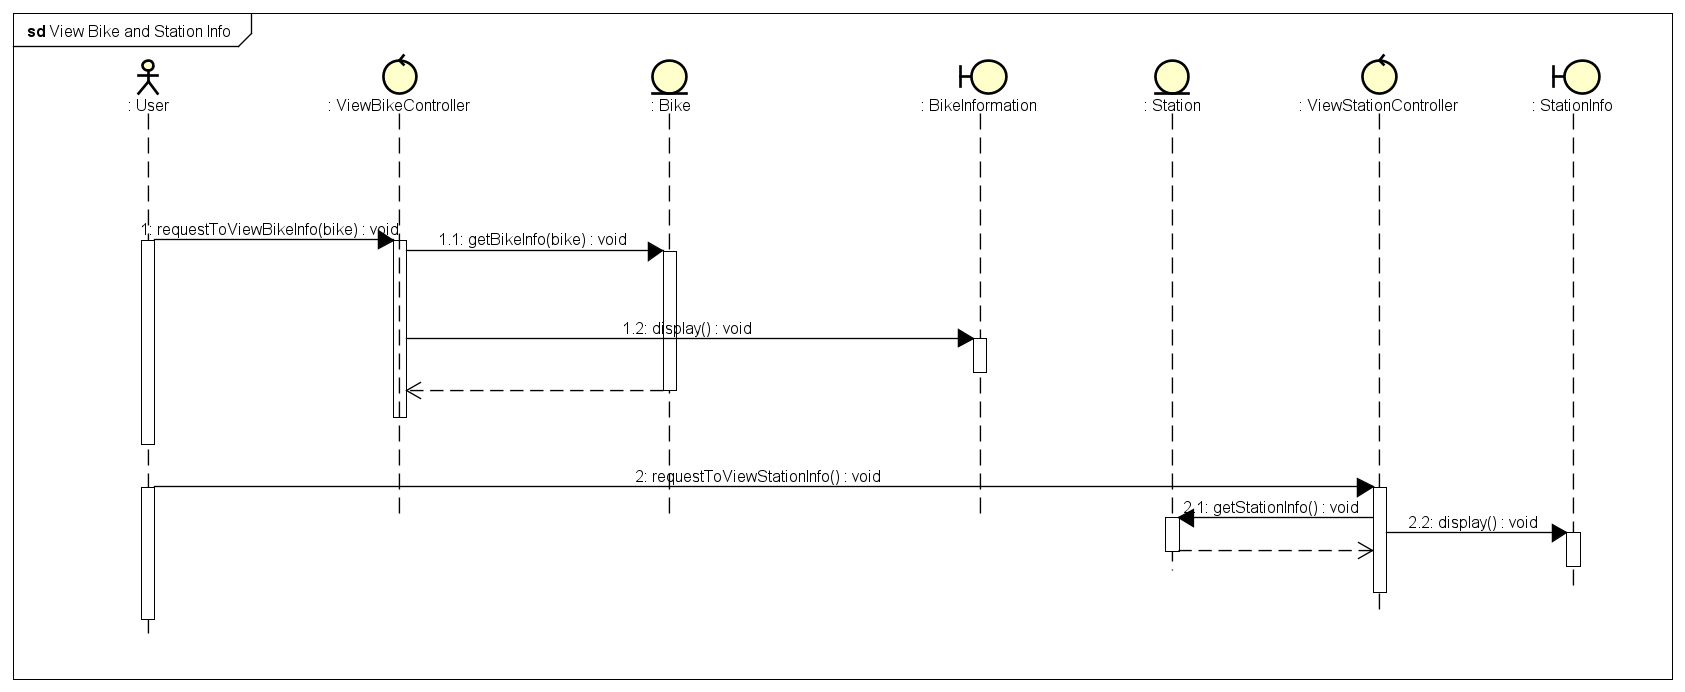 sd View Bike and Station Info
: User
: ViewBikeController
: Bike
: BikeInformation
: Station
: ViewStationController
: StationInfo
1: requestToViewBikeInfo(bike) : void
1.1: getBikeInfo(bike) : void
1.2: display() : void
2: requestToViewStationInfo() : void
2.1: getStationInfo() : void
2.2: display() : void